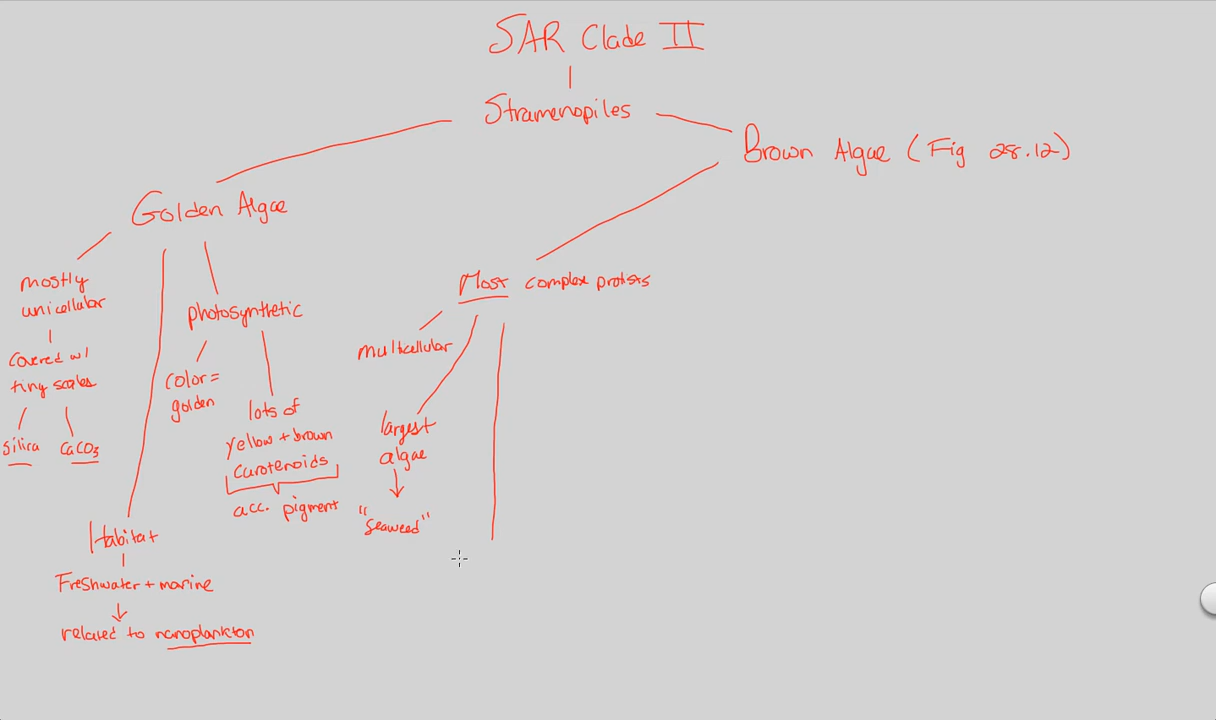 SAR Clade II
Stramenopiles
Brown Algae (Fig 28.12)
Golden Algae
mostly
unicellular
covered w/
tiny scales
silica
CaCO3
photosynthetic
color =
golden
lots of
yellow + brown
carotenoids
acc. pigment
Habitat
Freshwater + marine
related to nanoplankton
Most complex protists
multicellular
largest
algae
"seaweed"